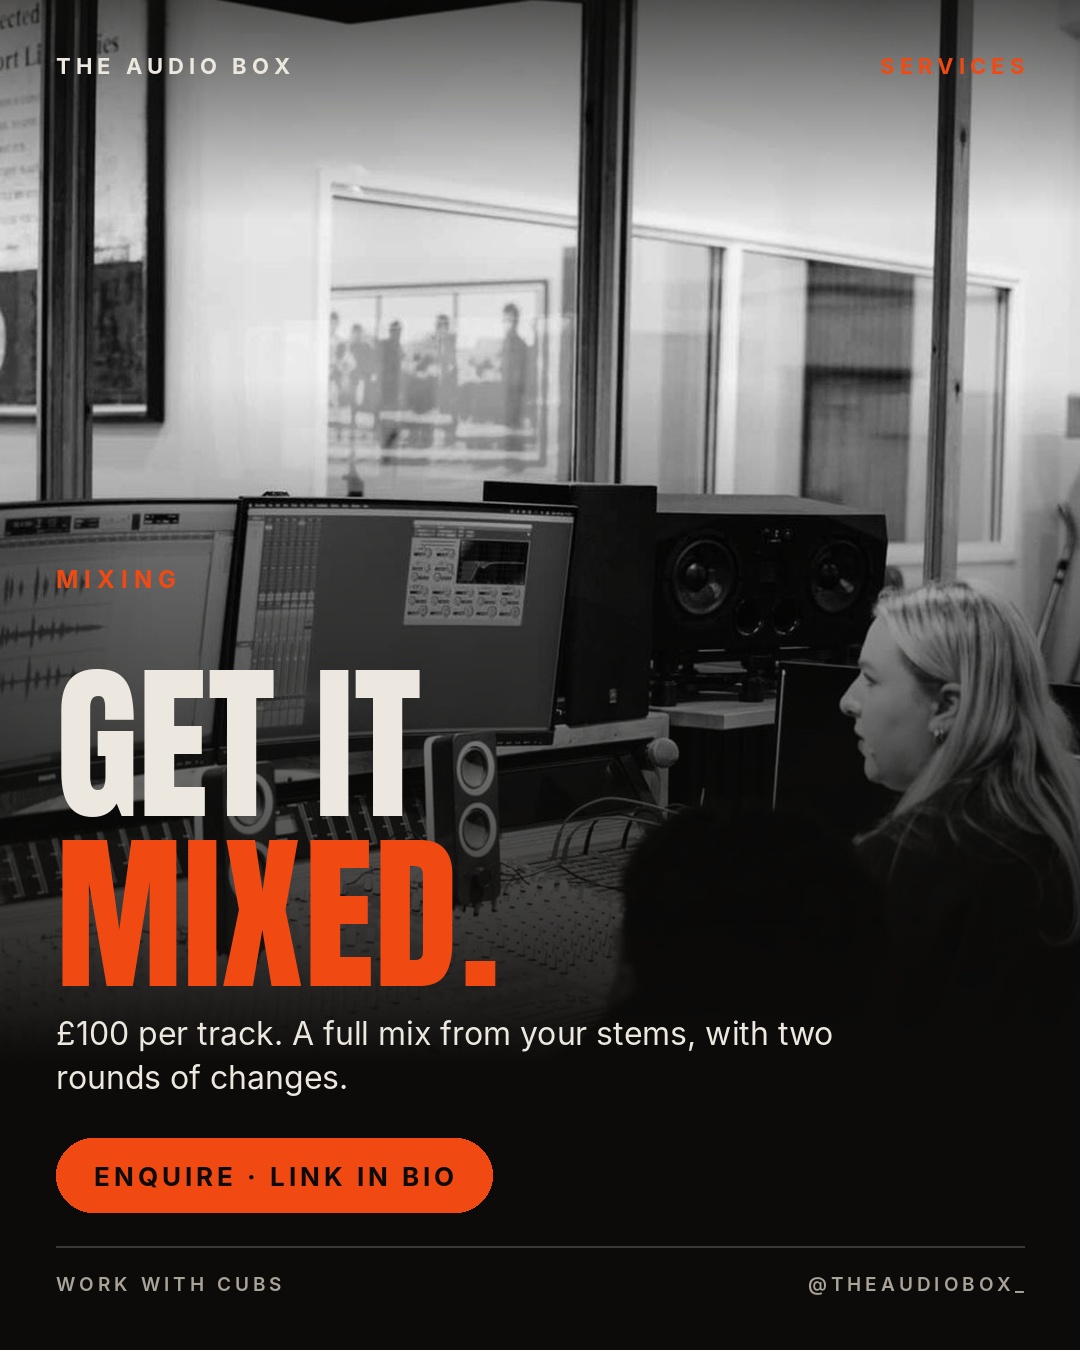 THE AUDIO BOX
SERVICES
MIXING
GET IT
MIXED.
£100 per track. A full mix from your stems, with two
rounds of changes.
ENQUIRE · LINK IN BIO
WORK WITH CUBS
@THEAUDIOBOX_